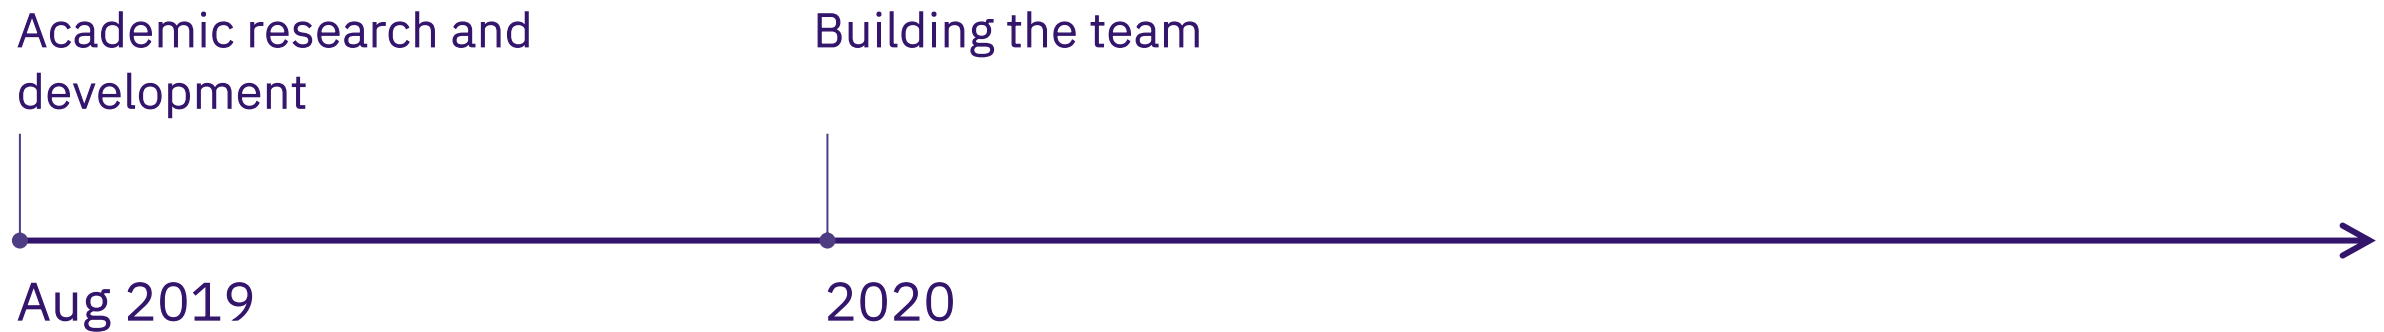 Academic research and
development
Building the team
Aug 2019
2020